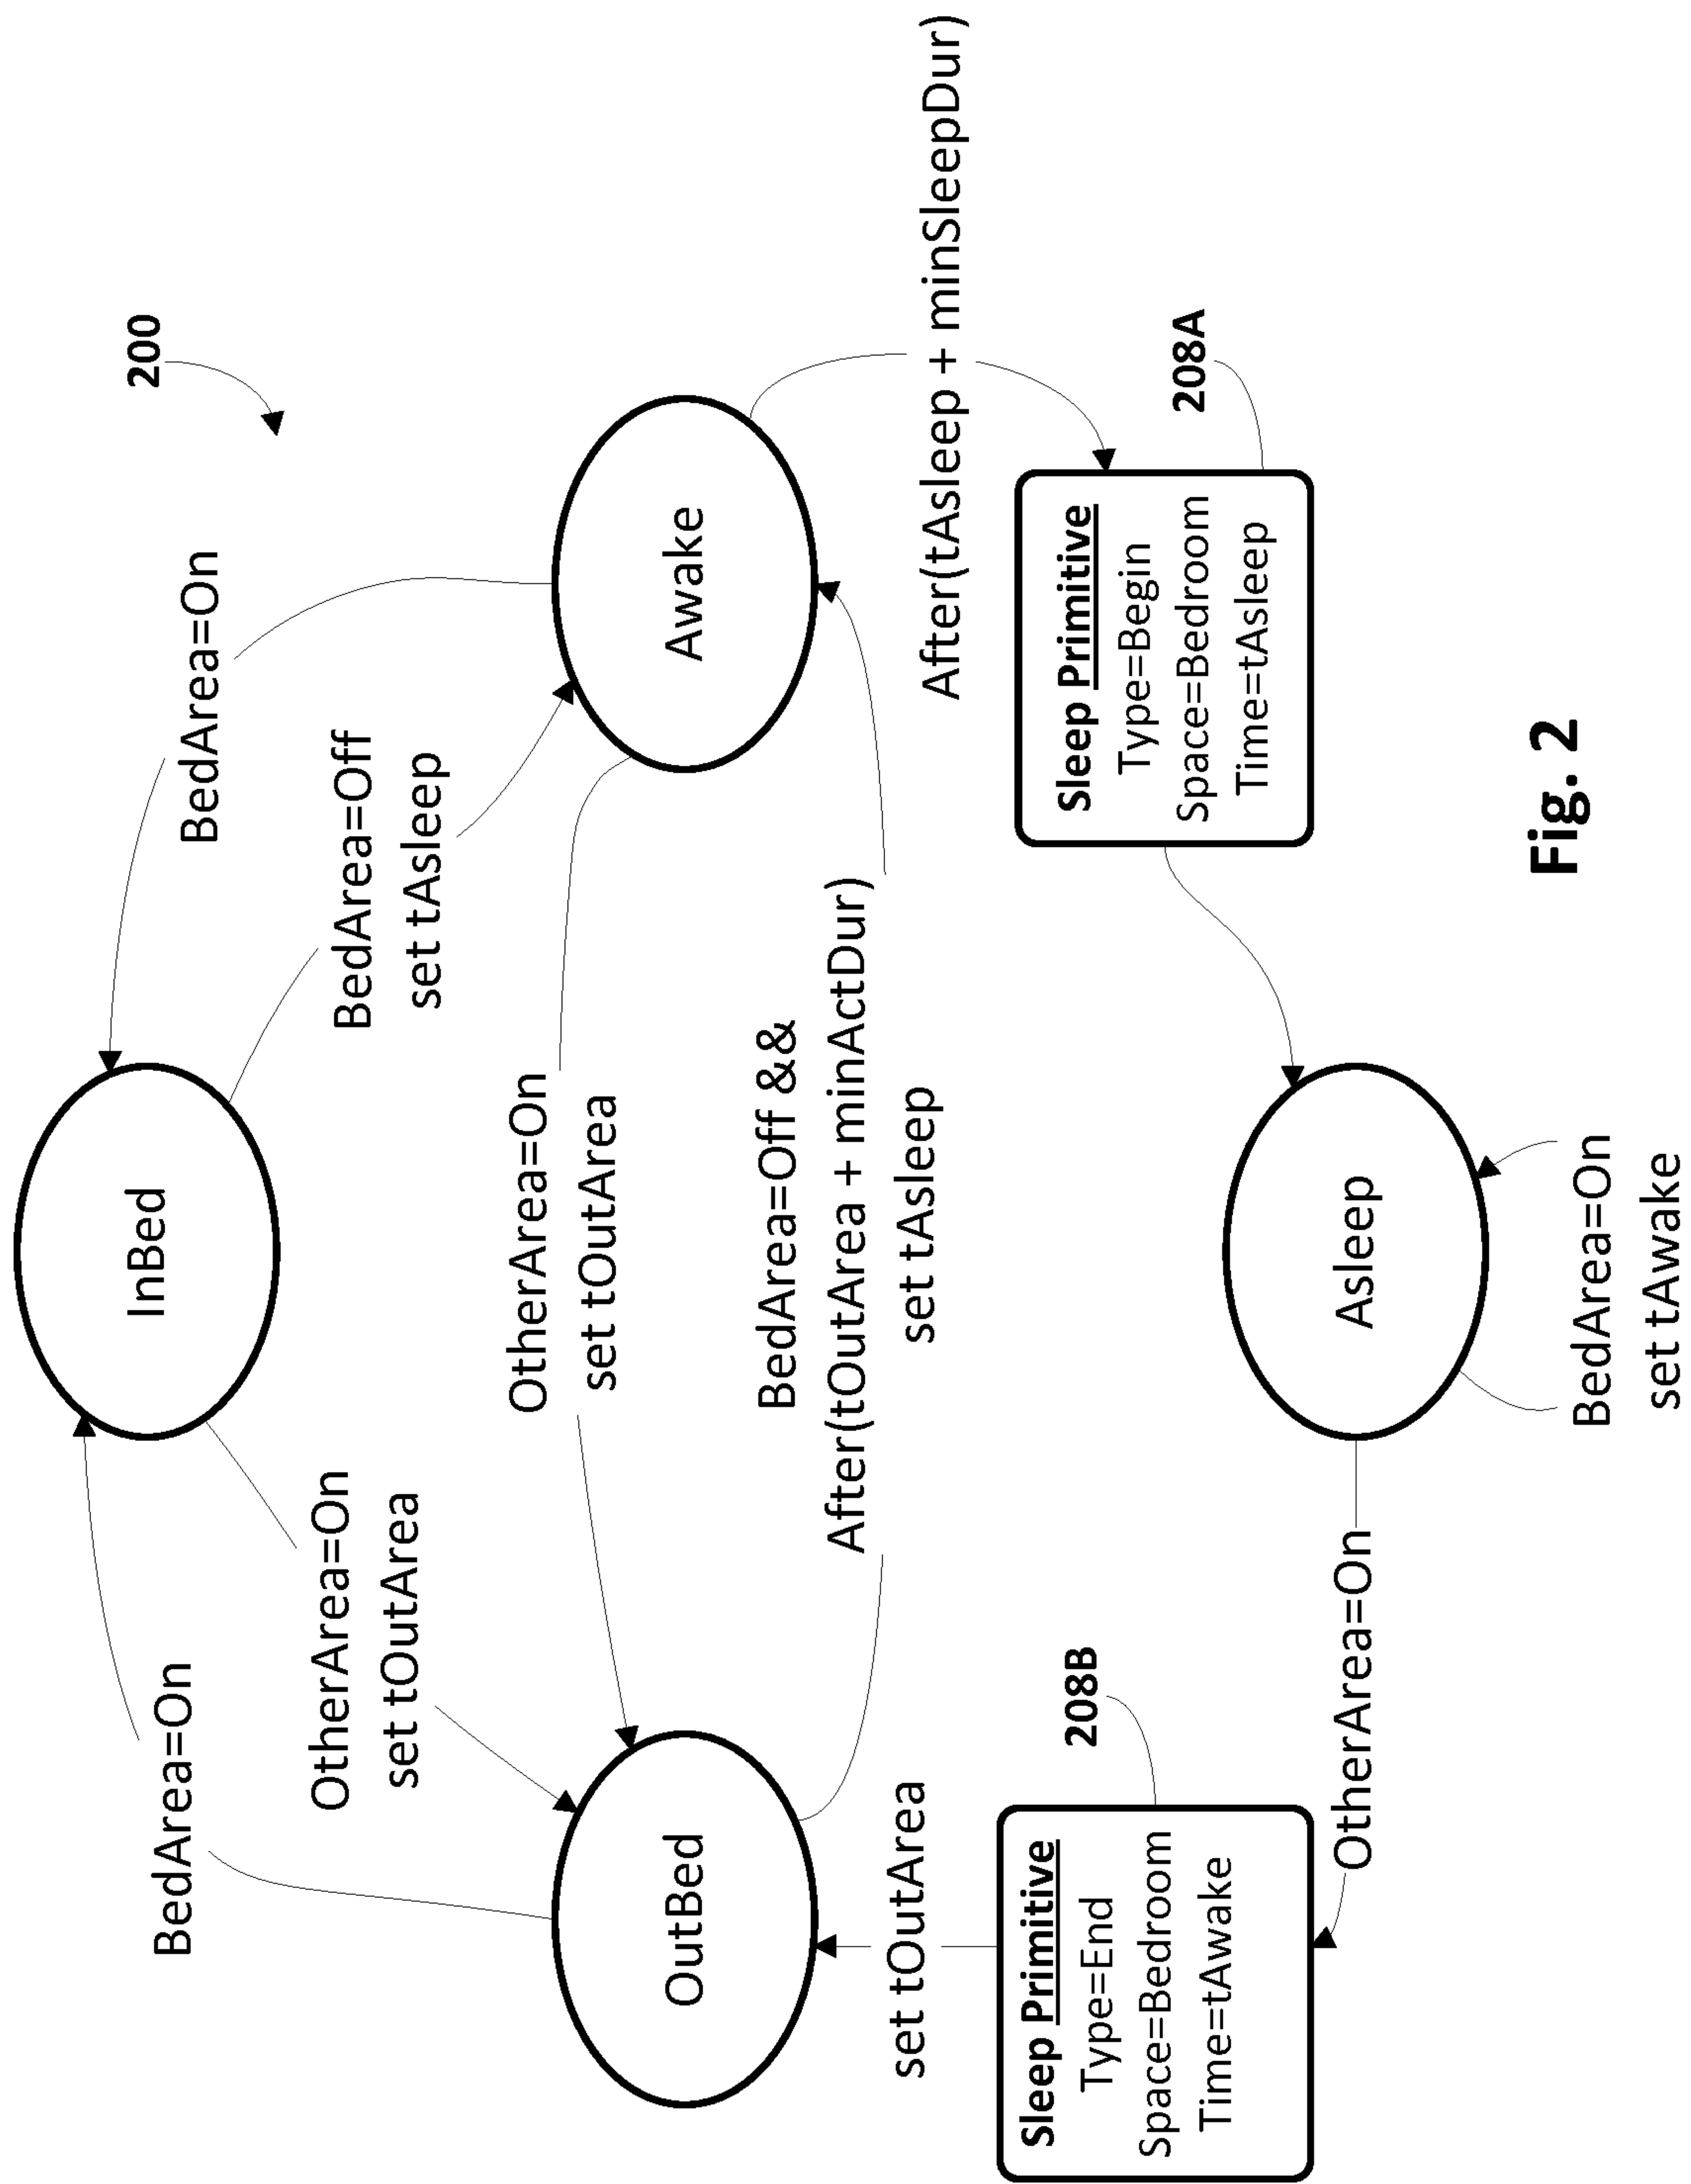 200
BedArea=On
InBed
BedArea=On
BedArea=Off
set tAsleep
OtherArea=On
set tOutArea
OtherArea=On
set tOutArea
OutBed
Awake
BedArea=Off &&
After(tOutArea + minActDur)
set tAsleep
set tOutArea
After(tAsleep + minSleepDur)
208B
Sleep Primitive
Type=End
Space=Bedroom
Time=tAwake
208A
Sleep Primitive
Type=Begin
Space=Bedroom
Time=tAsleep
OtherArea=On
Asleep
BedArea=On
set tAwake
Fig. 2